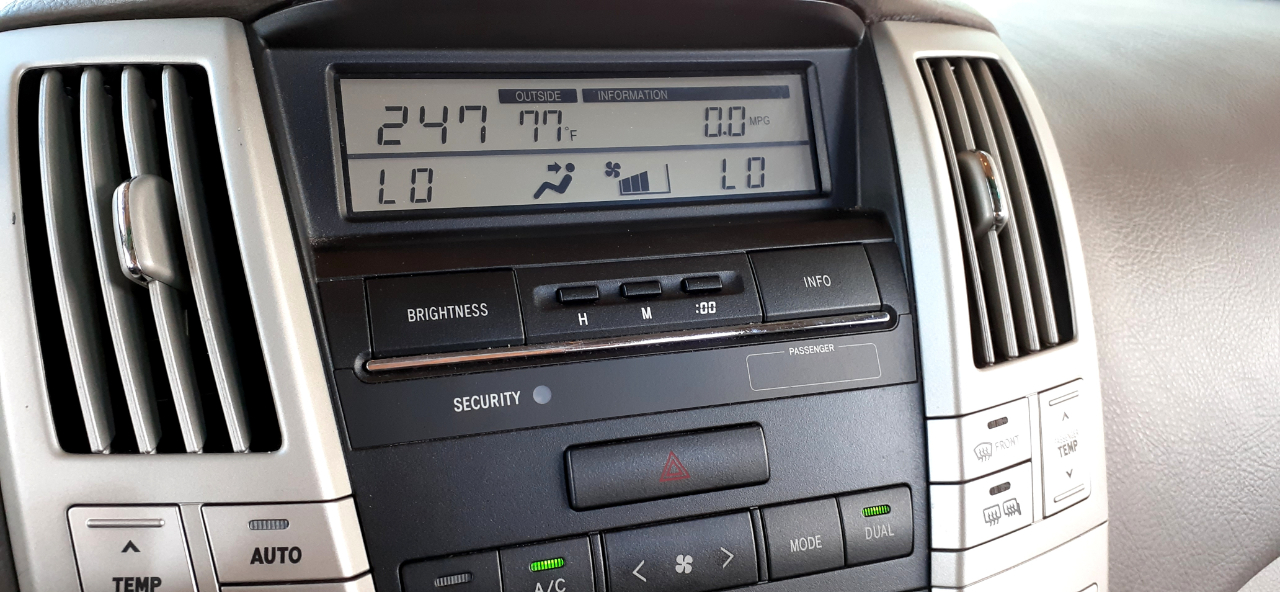 OUTSIDE INFORMATION
247 77°F 0.0 MPG
LO LO
BRIGHTNESS
H M :00
INFO
PASSENGER
SECURITY
FRONT
TEMP
AUTO
TEMP
A/C
MODE
DUAL